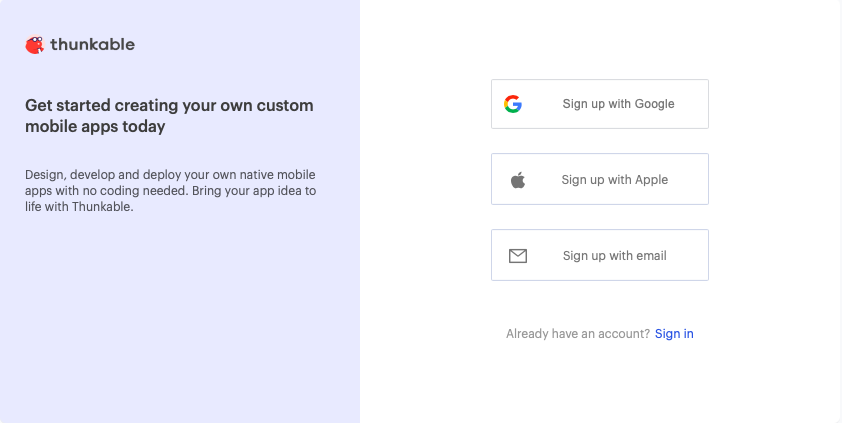 thunkable
Get started creating your own custom
mobile apps today
Design, develop and deploy your own native mobile
apps with no coding needed. Bring your app idea to
life with Thunkable.
Sign up with Google
Sign up with Apple
Sign up with email
Already have an account? Sign in